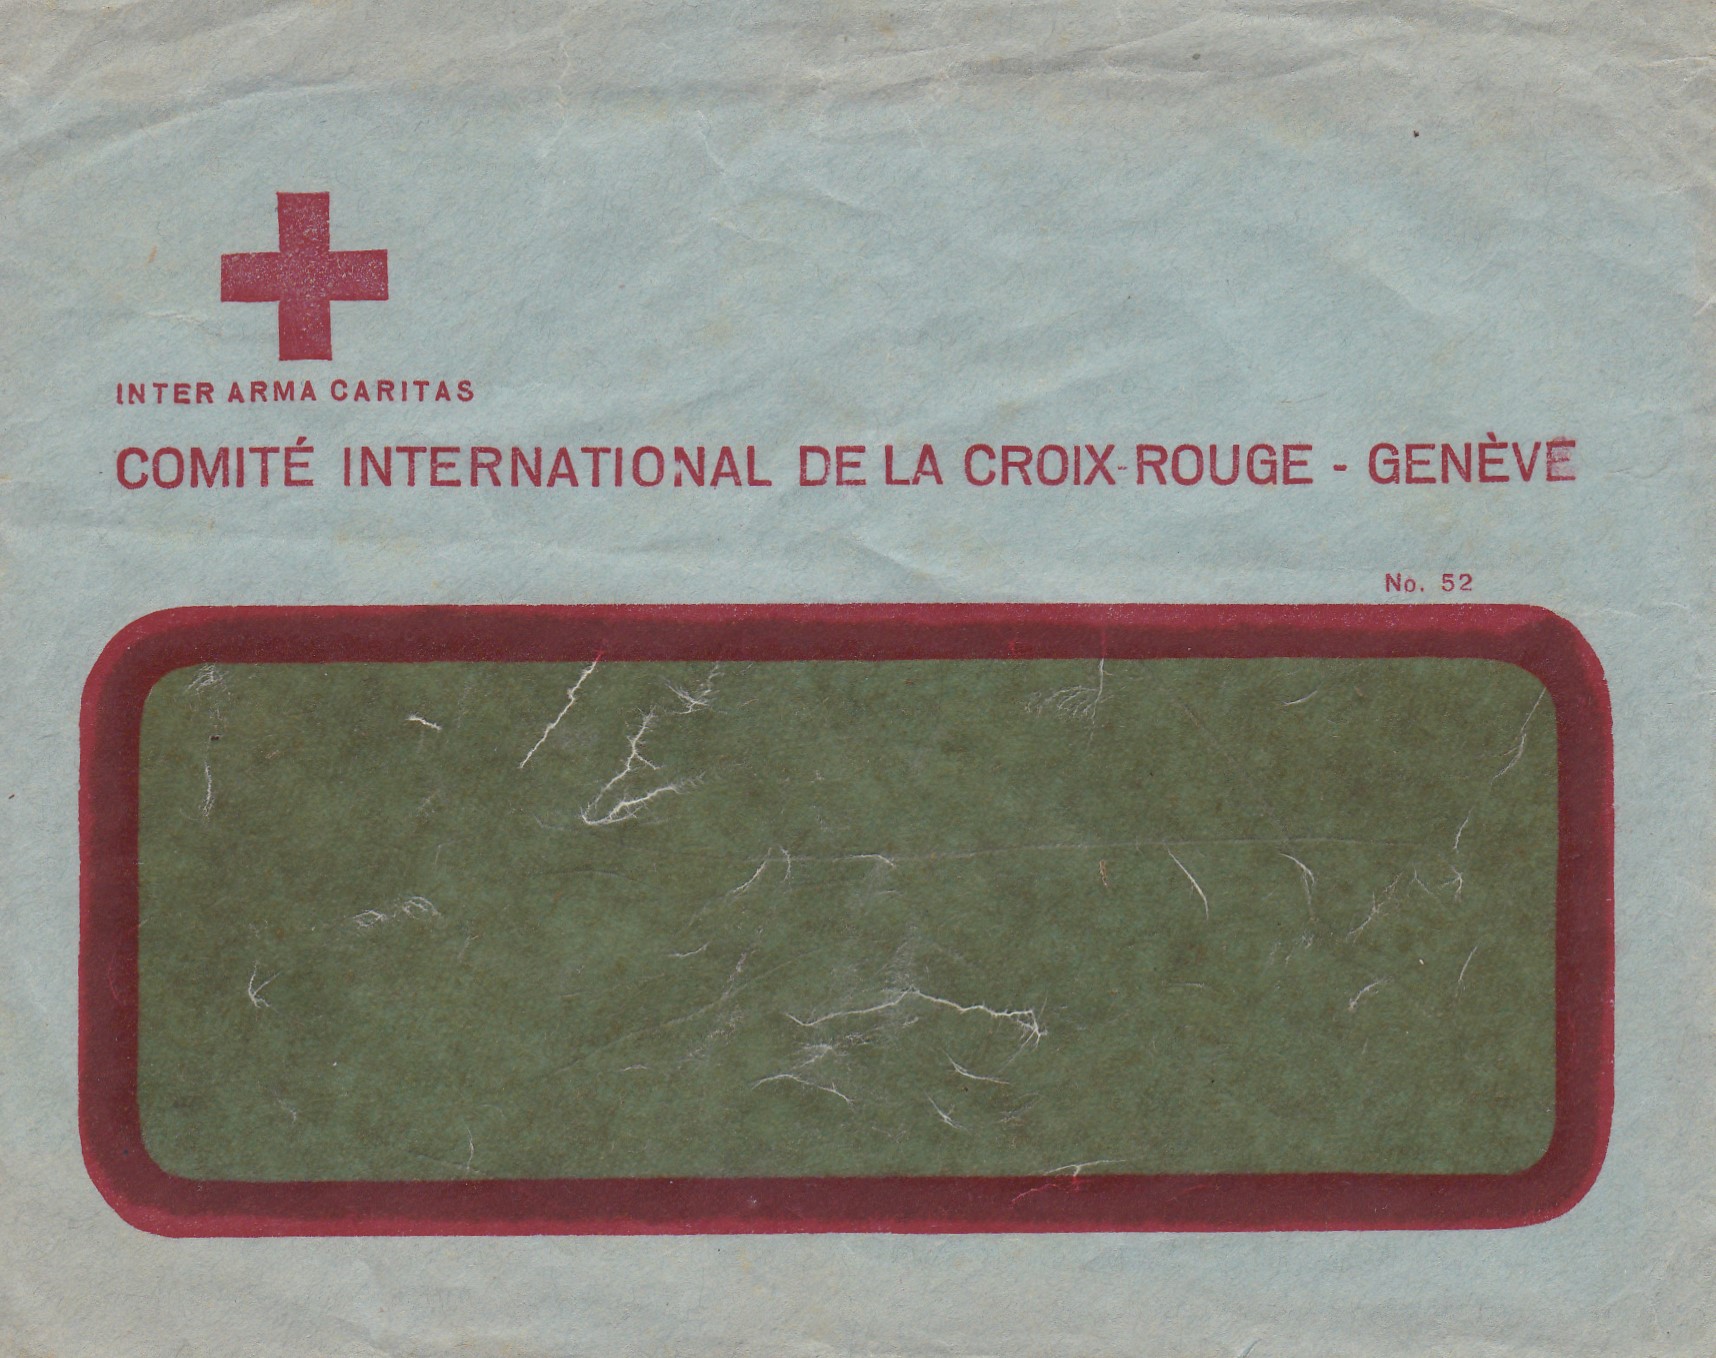 INTER ARMA CARITAS
COMITÉ INTERNATIONAL DE LA CROIX-ROUGE - GENÈVE
No. 52